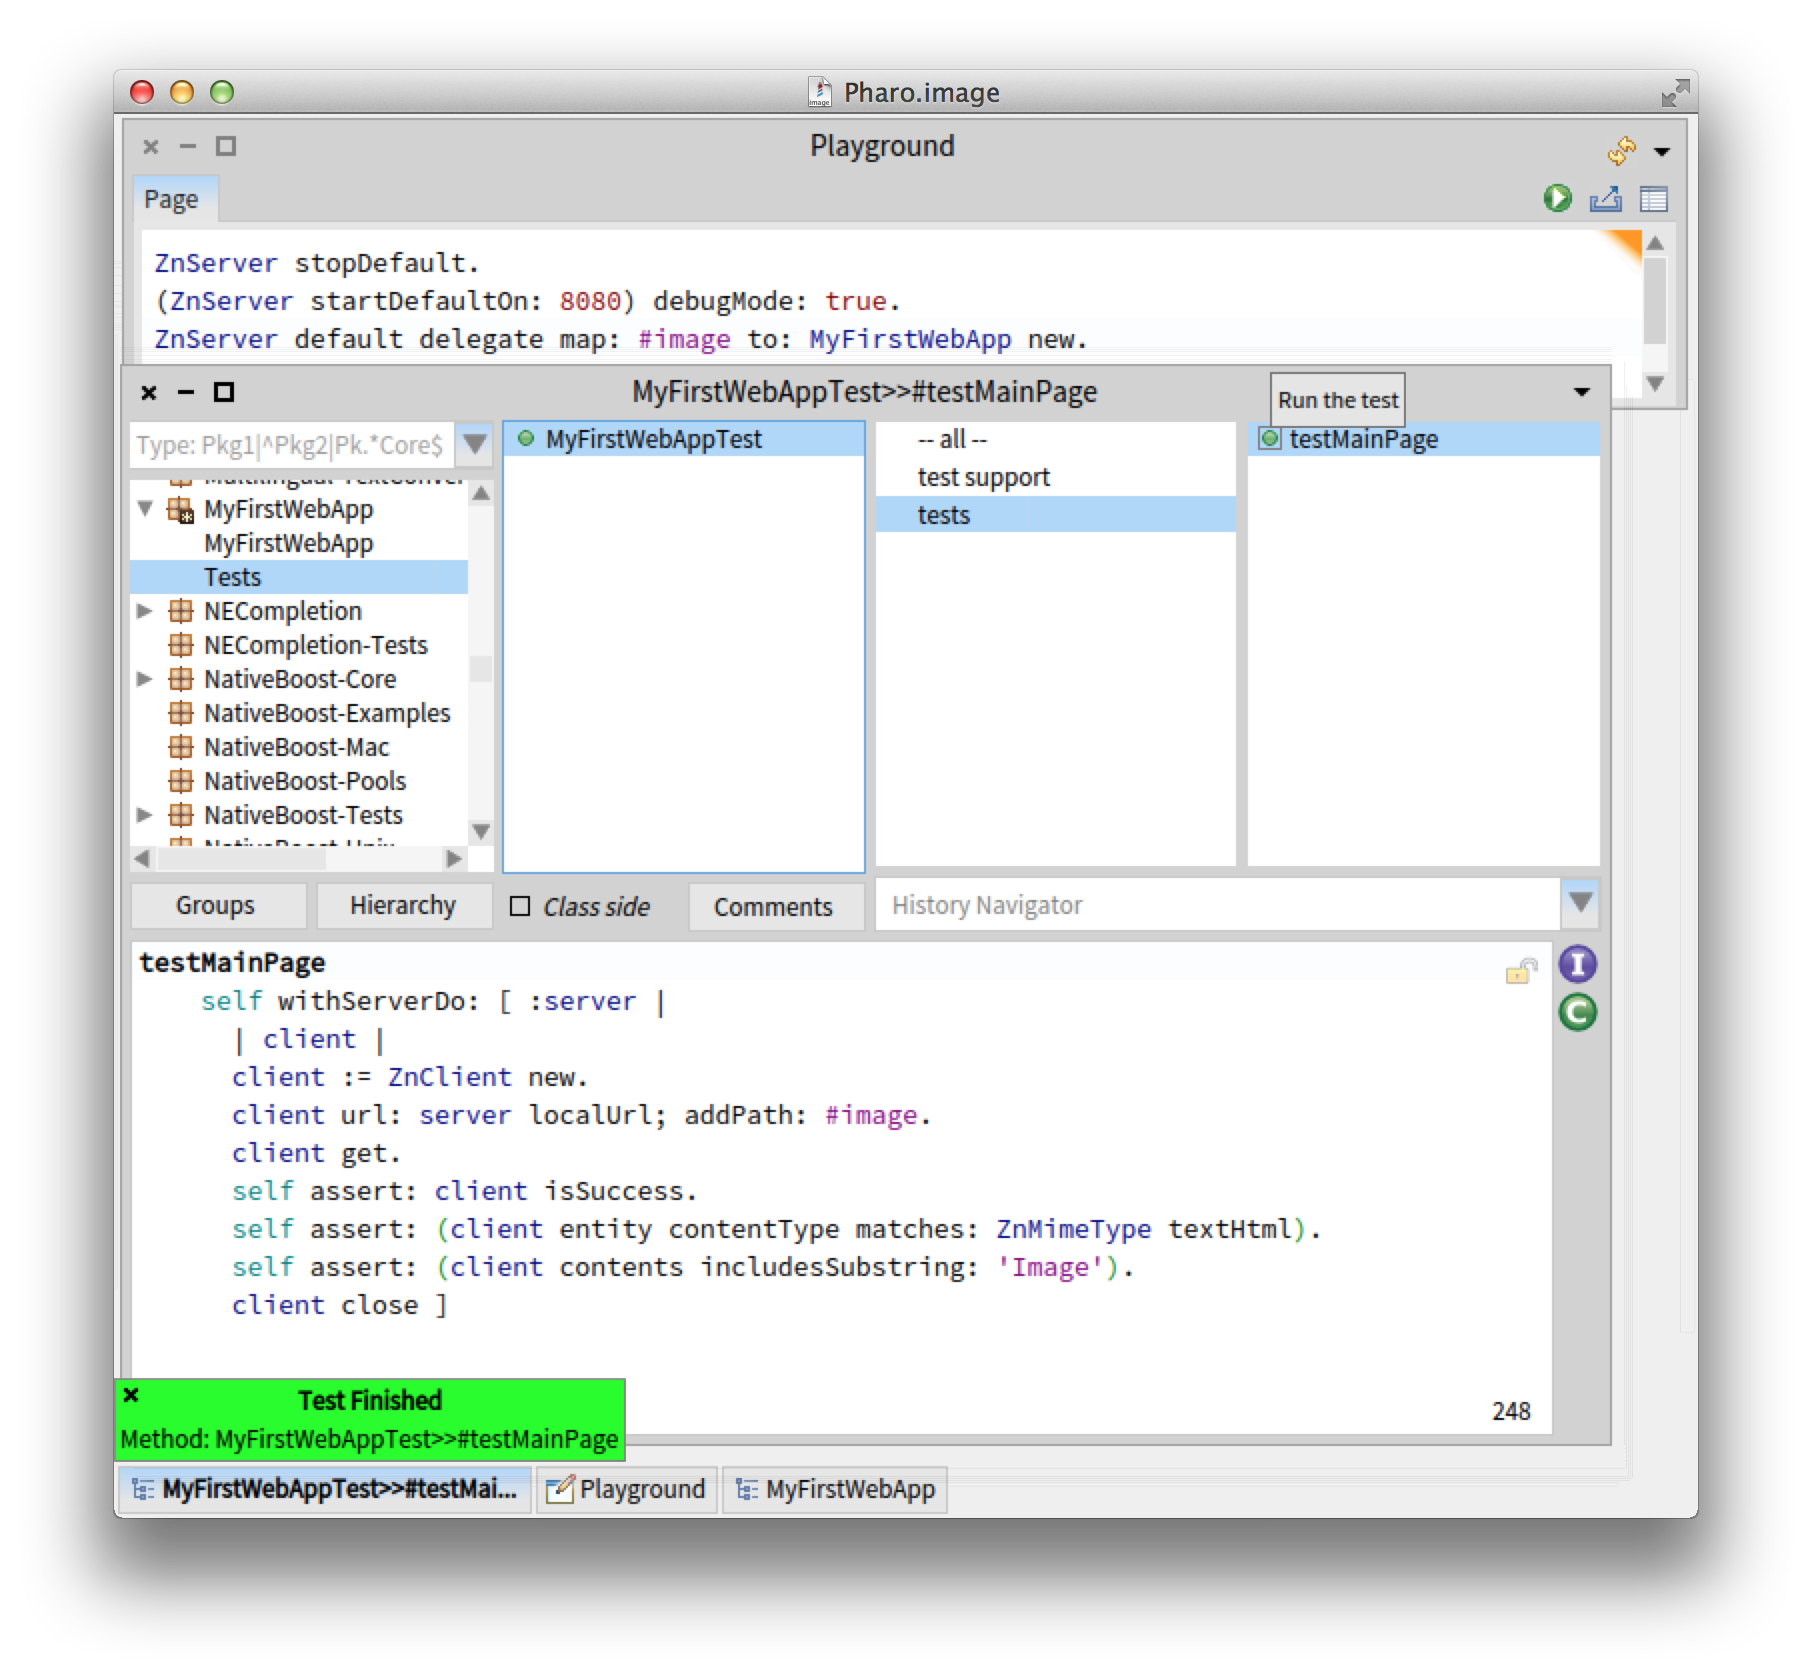 Pharo.image
Playground
Page
ZnServer stopDefault.
(ZnServer startDefaultOn: 8080) debugMode: true.
ZnServer default delegate map: #image to: MyFirstWebApp new.
MyFirstWebAppTest>>#testMainPage
Run the test
Type: Pkg1|^Pkg2|Pk.*Core$
MyFirstWebApp
MyFirstWebApp
Tests
NECompletion
NECompletion-Tests
NativeBoost-Core
NativeBoost-Examples
NativeBoost-Mac
NativeBoost-Pools
NativeBoost-Tests
MyFirstWebAppTest
-- all --
test support
tests
testMainPage
Groups
Hierarchy
Class side
Comments
History Navigator
testMainPage
self withServerDo: [ :server |
| client |
client := ZnClient new.
client url: server localUrl; addPath: #image.
client get.
self assert: client isSuccess.
self assert: (client entity contentType matches: ZnMimeType textHtml).
self assert: (client contents includesSubstring: 'Image').
client close ]
I
C
248
Test Finished
Method: MyFirstWebAppTest>>#testMainPage
MyFirstWebAppTest>>#testMai...
Playground
MyFirstWebApp